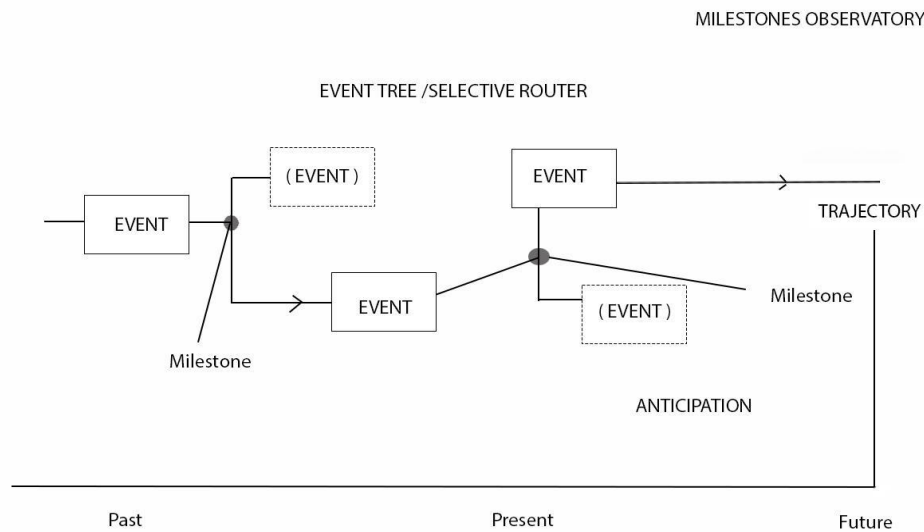 MILESTONES OBSERVATORY
EVENT TREE /SELECTIVE ROUTER
( EVENT )
EVENT
EVENT
TRAJECTORY
EVENT
( EVENT )
Milestone
Milestone
ANTICIPATION
Past
Present
Future